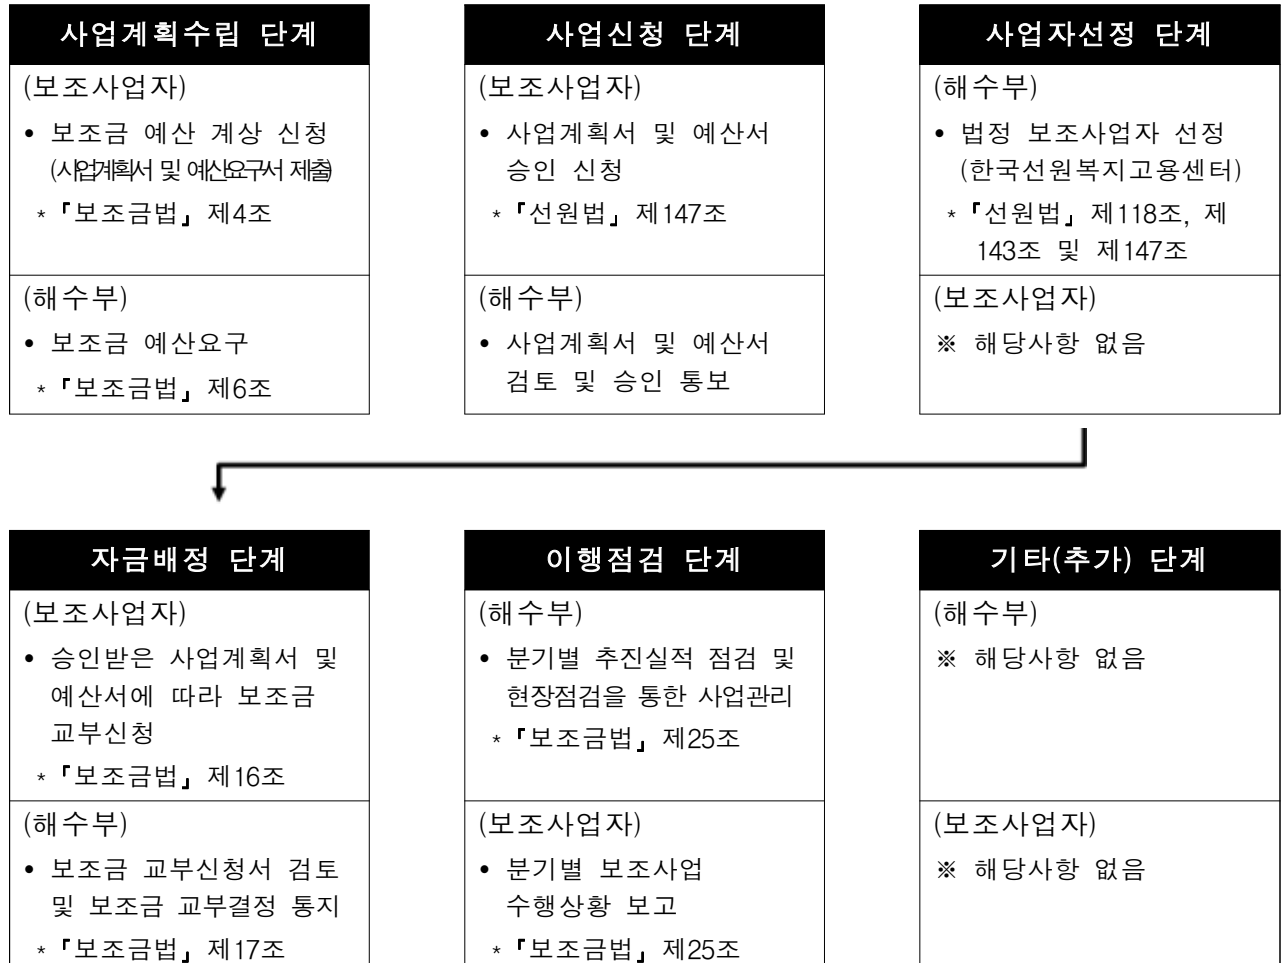 사업계획수립 단계
(보조사업자)
• 보조금 예산 계상 신청
(사업계획서 및 예산요구서 제출)
*「보조금법」제4조
(해수부)
• 보조금 예산요구
*「보조금법」제6조
사업신청 단계
(보조사업자)
• 사업계획서 및 예산서
승인 신청
*「선원법」제147조
(해수부)
• 사업계획서 및 예산서
검토 및 승인 통보
사업자선정 단계
(해수부)
• 법정 보조사업자 선정
(한국선원복지고용센터)
*「선원법」제118조, 제
143조 및 제147조
(보조사업자)
※ 해당사항 없음
자금배정 단계
(보조사업자)
• 승인받은 사업계획서 및
예산서에 따라 보조금
교부신청
*「보조금법」제16조
(해수부)
• 보조금 교부신청서 검토
및 보조금 교부결정 통지
*「보조금법」제17조
이행점검 단계
(해수부)
• 분기별 추진실적 점검 및
현장점검을 통한 사업관리
*「보조금법」제25조
(보조사업자)
• 분기별 보조사업
수행상황 보고
*「보조금법」제25조
기타(추가) 단계
(해수부)
※ 해당사항 없음
(보조사업자)
※ 해당사항 없음